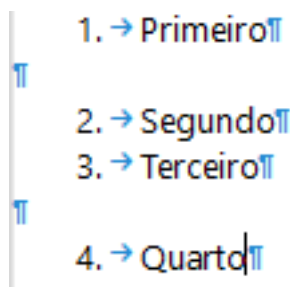 1. → Primeiro¶
¶
2. → Segundo¶
3. → Terceiro¶
¶
4. → Quarto¶